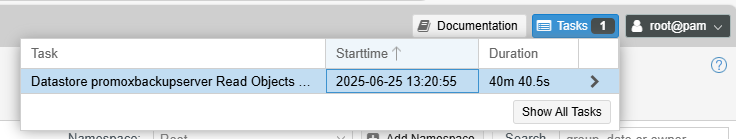 Documentation
Tasks 1
root@pam
Task
Starttime
Duration
Datastore promoxbackupserver Read Objects ...
2025-06-25 13:20:55
40m 40.5s
Show All Tasks
Namespace:
Root
Add Namespace
Search
group, date or owner